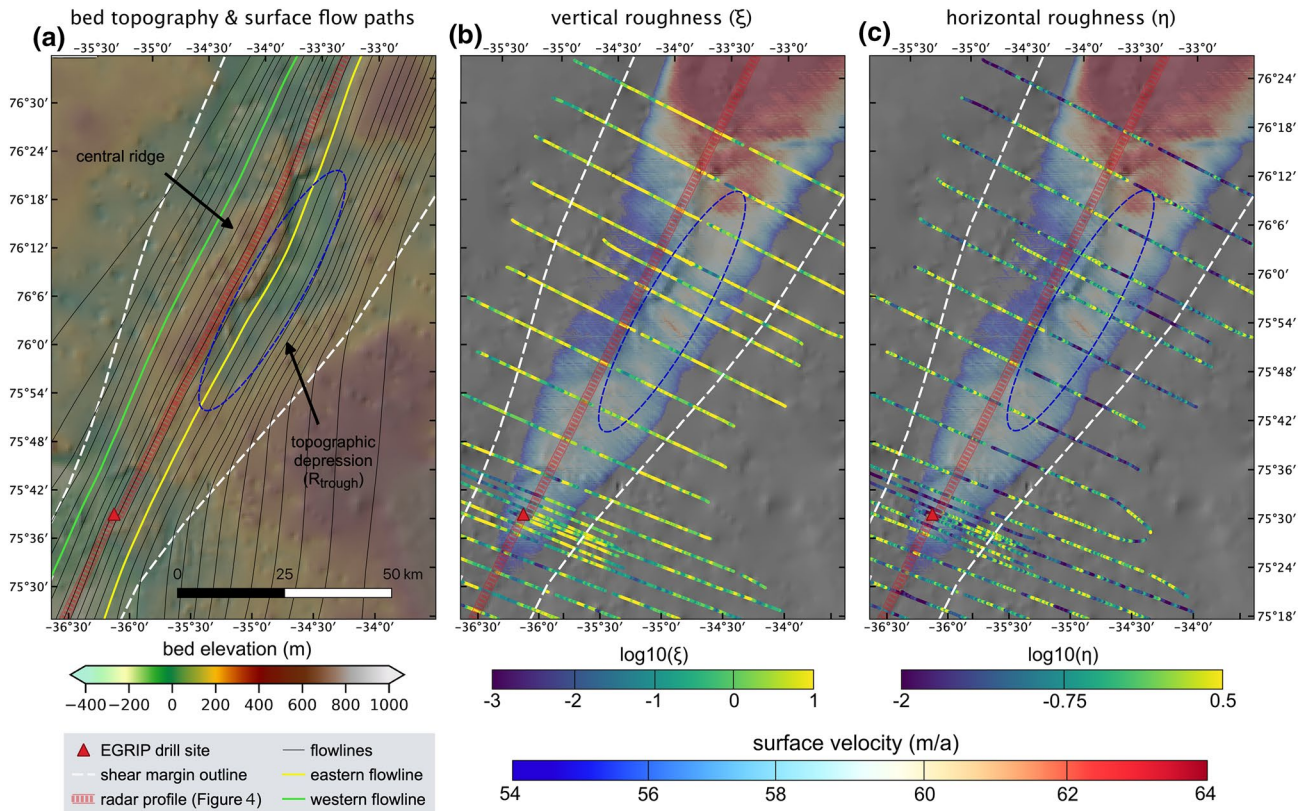 bed topography & surface flow paths
vertical roughness (ξ)
horizontal roughness (η)
(a)
−35°30′ −35°0′ −34°30′ −34°0′ −33°30′
76°30′
76°24′
76°18′
76°12′
76°6′
76°0′
75°54′
75°48′
75°42′
75°36′
75°30′
central ridge
topographic
depression
(Rtrough)
0 25 50 km
−36°30′ −36°0′ −35°30′ −35°0′ −34°30′ −34°0′
(b)
−35°0′ −34°30′ −34°0′ −33°30′ −33°0′
−36°30′ −36°0′ −35°30′ −35°0′ −34°30′ −34°0′
(c)
−35°0′ −34°30′ −34°0′ −33°30′ −33°0′
76°24′
76°18′
76°12′
76°6′
76°0′
75°54′
75°48′
75°42′
75°36′
75°30′
75°24′
75°18′
−36°30′ −36°0′ −35°30′ −35°0′ −34°30′ −34°0′
bed elevation (m)
−400 −200 0 200 400 600 800 1000
log10(ξ)
-3 -2 -1 0 1
log10(η)
-2 -0.75 0.5
EGRIP drill site
shear margin outline
radar profile (Figure 4)
flowlines
eastern flowline
western flowline
surface velocity (m/a)
54 56 58 60 62 64